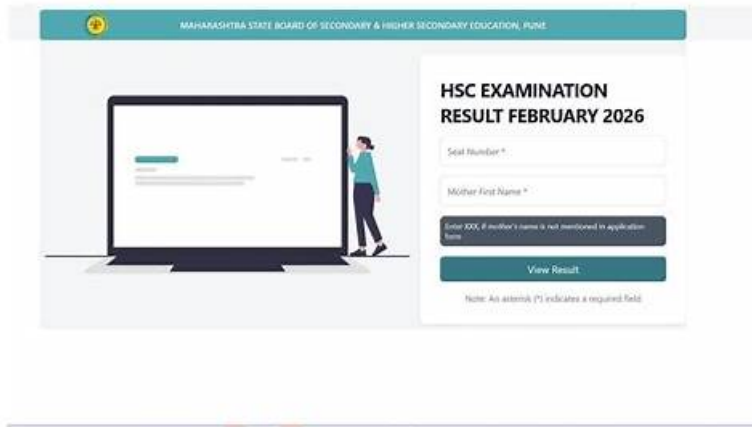 MAHARASHTRA STATE BOARD OF SECONDARY & HIGHER SECONDARY EDUCATION, PUNE
HSC EXAMINATION
RESULT FEBRUARY 2026
Seat Number *
Mother First Name *
Enter XXX, if mother's name is not mentioned in application
form
View Result
Note: An asterisk (*) indicates a required field